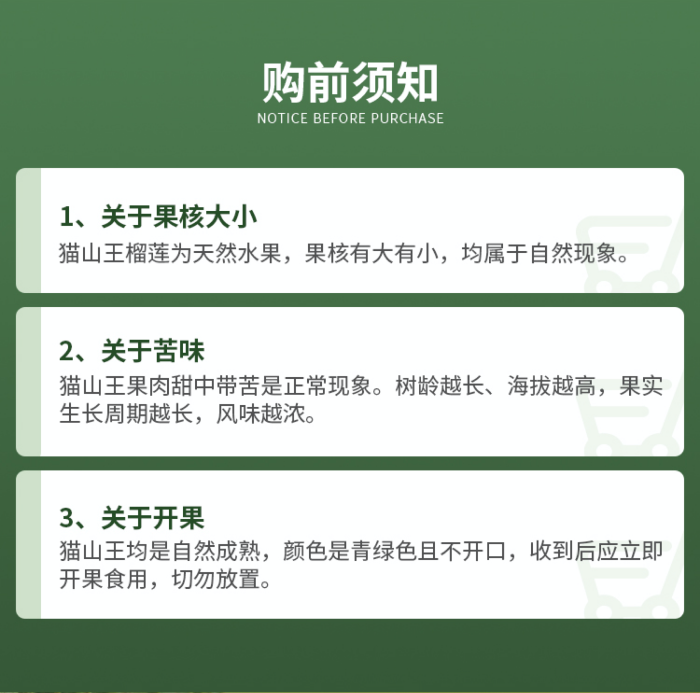 购前须知
NOTICE BEFORE PURCHASE
1、关于果核大小
猫山王榴莲为天然水果，果核有大有小，均属于自然现象。
2、关于苦味
猫山王果肉甜中带苦是正常现象。树龄越长、海拔越高，果实
生长周期越长，风味越浓。
3、关于开果
猫山王均是自然成熟，颜色是青绿色且不开口，收到后应立即
开果食用，切勿放置。